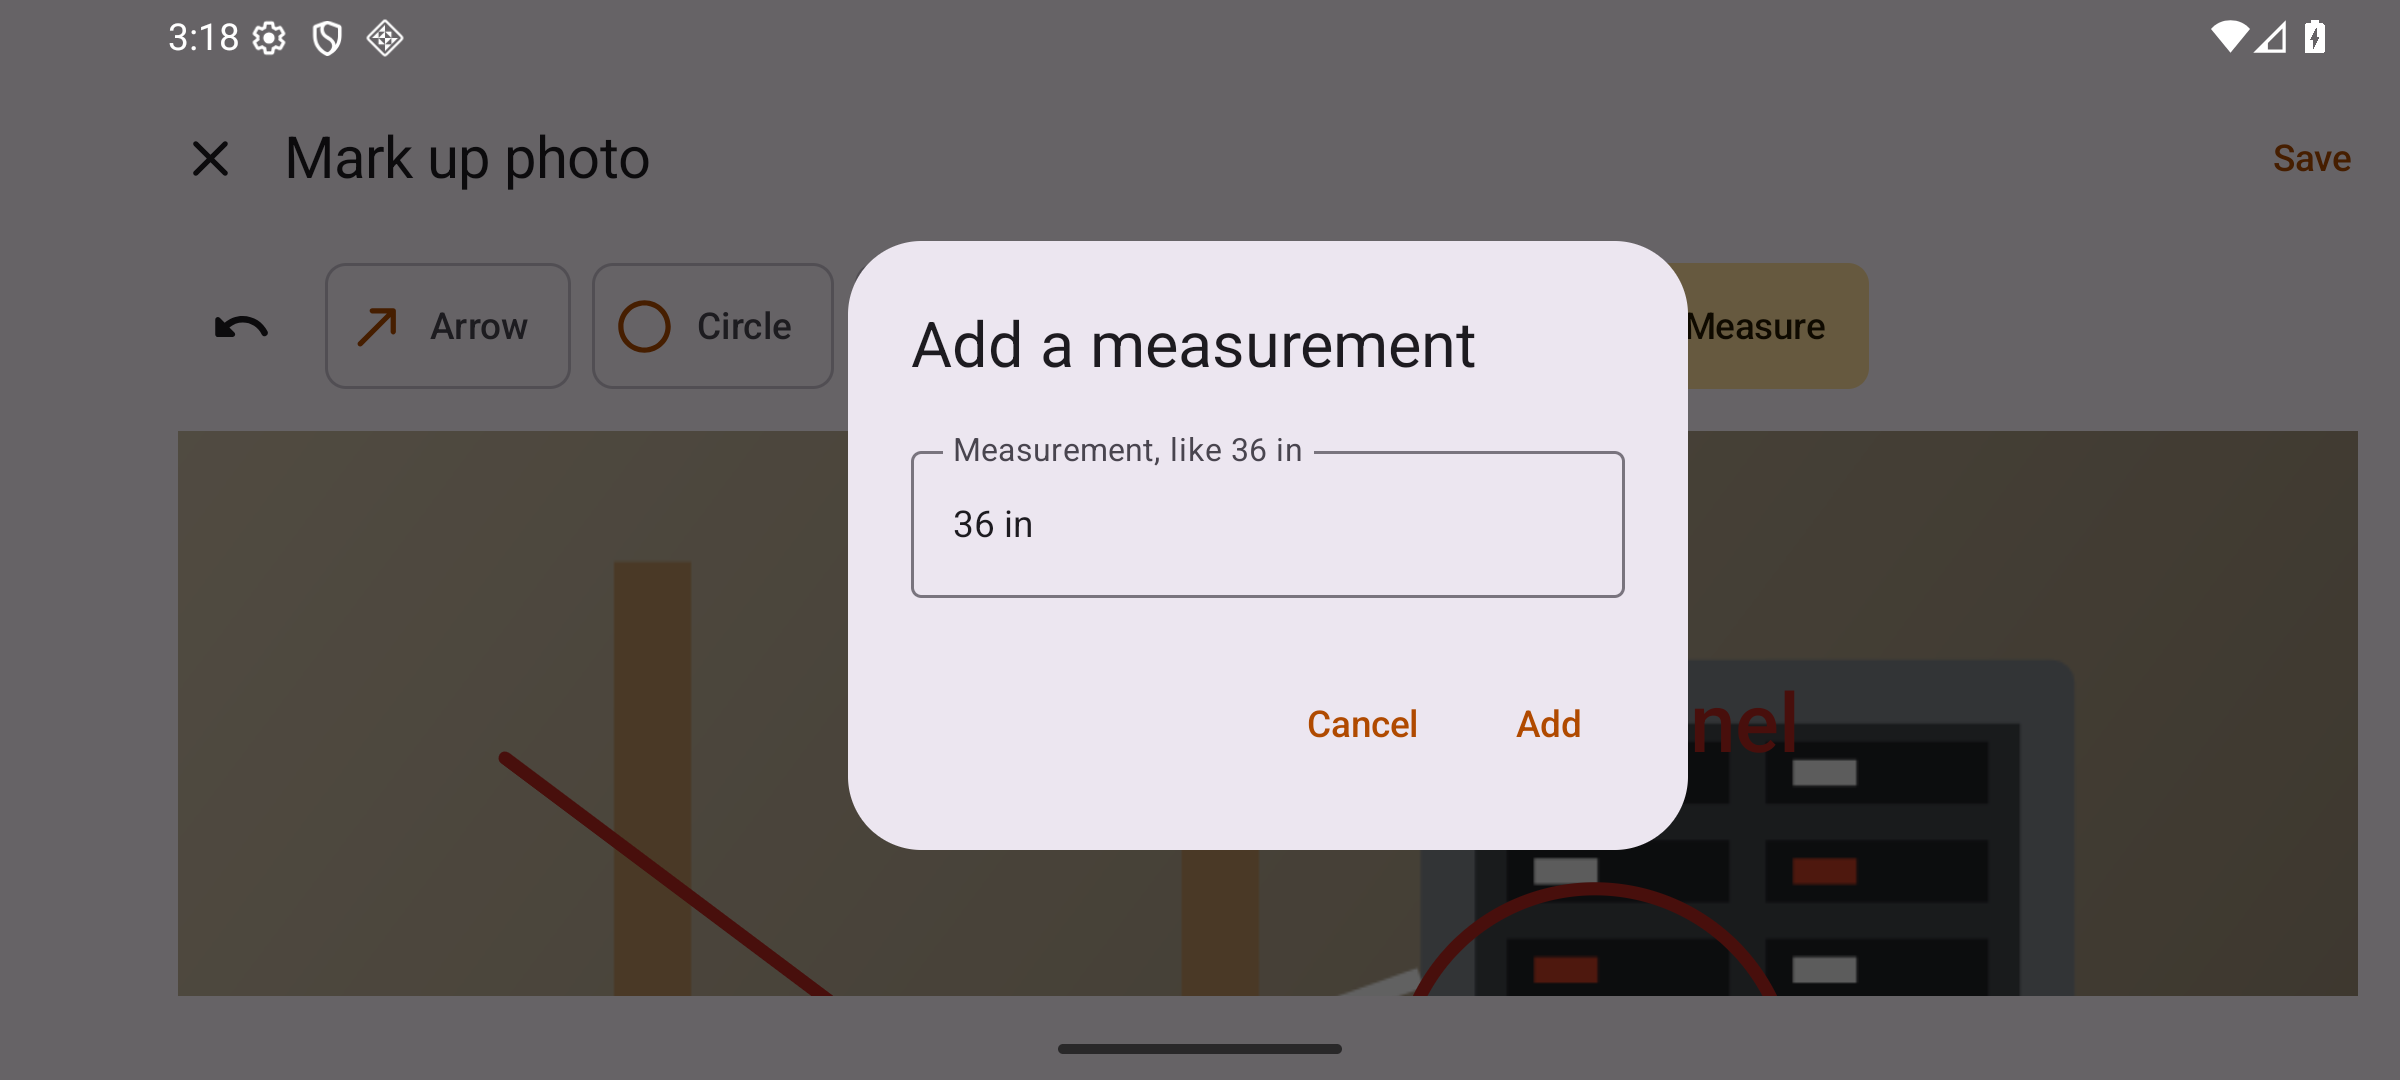 3:18
Mark up photo
Save
Arrow
Circle
Measure
Add a measurement
Measurement, like 36 in
36 in
Cancel
Add
nel